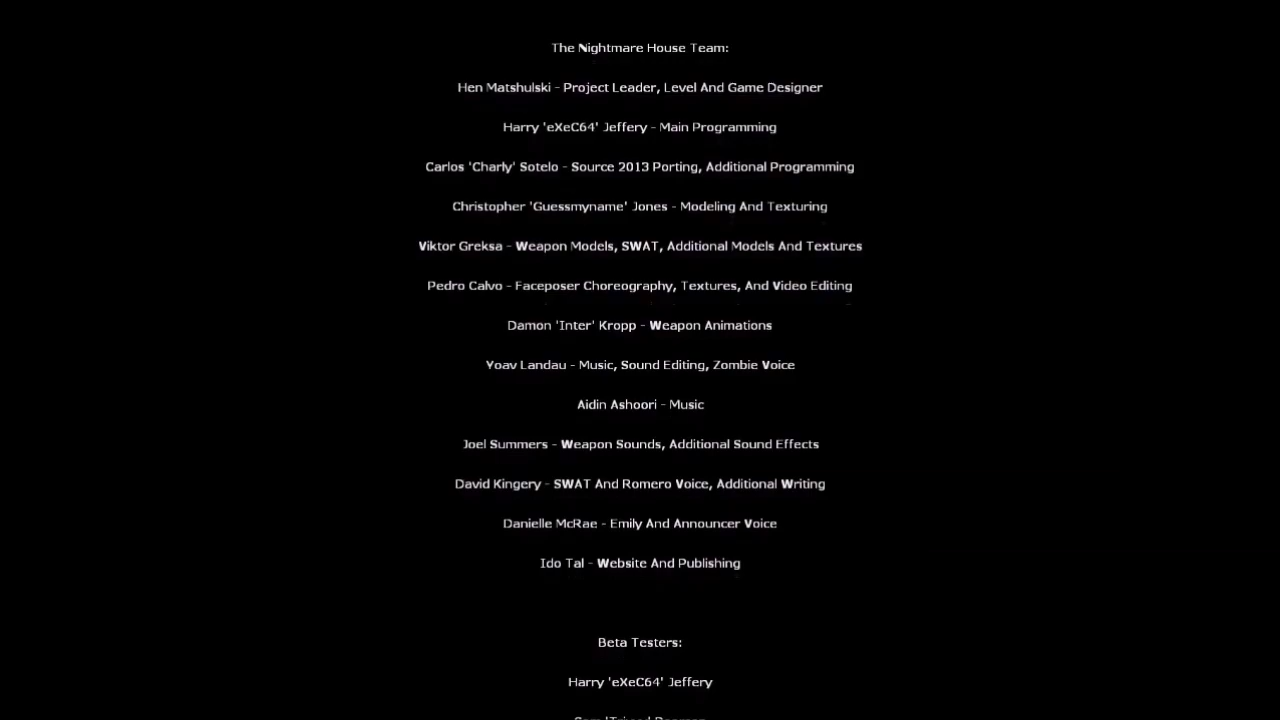 The Nightmare House Team:
Hen Matshulski - Project Leader, Level And Game Designer
Harry 'eXeC64' Jeffery - Main Programming
Carlos 'Charly' Sotelo - Source 2013 Porting, Additional Programming
Christopher 'Guessmyname' Jones - Modeling And Texturing
Viktor Greksa - Weapon Models, SWAT, Additional Models And Textures
Pedro Calvo - Faceposer Choreography, Textures, And Video Editing
Damon 'Inter' Kropp - Weapon Animations
Yoav Landau - Music, Sound Editing, Zombie Voice
Aidin Ashoori - Music
Joel Summers - Weapon Sounds, Additional Sound Effects
David Kingery - SWAT And Romero Voice, Additional Writing
Danielle McRae - Emily And Announcer Voice
Ido Tal - Website And Publishing
Beta Testers:
Harry 'eXeC64' Jeffery